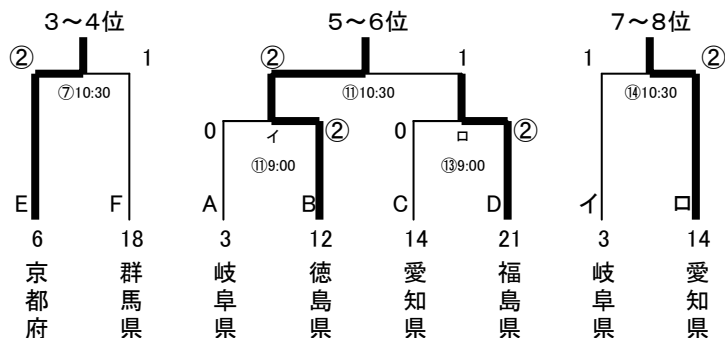 3～4位 5～6位 7～8位
② 1 ② 1 1 ②
⑦10:30 ⑪10:30 ⑭10:30
0 イ ② 0 ロ ②
⑪9:00 ⑬9:00
E F A B C D イ ロ
6 18 3 12 14 21 3 14
京都府 群馬県 岐阜県 徳島県 愛知県 福島県 岐阜県 愛知県